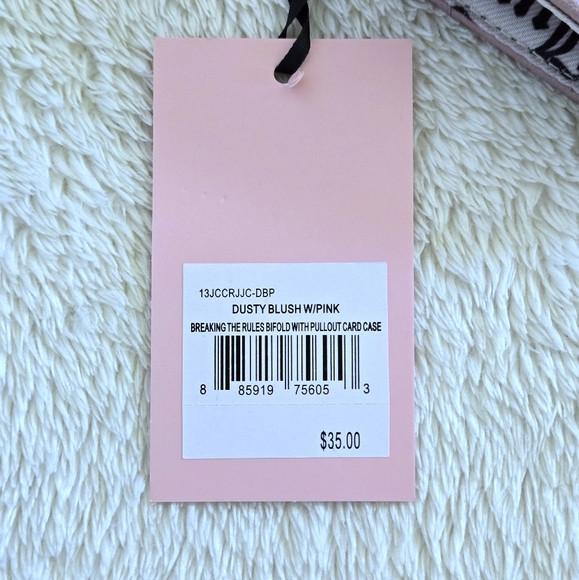 13JCCRJJC-DBP
DUSTY BLUSH W/PINK
BREAKING THE RULES BIFOLD WITH PULLOUT CARD CASE
8 85919 75605 3
$35.00